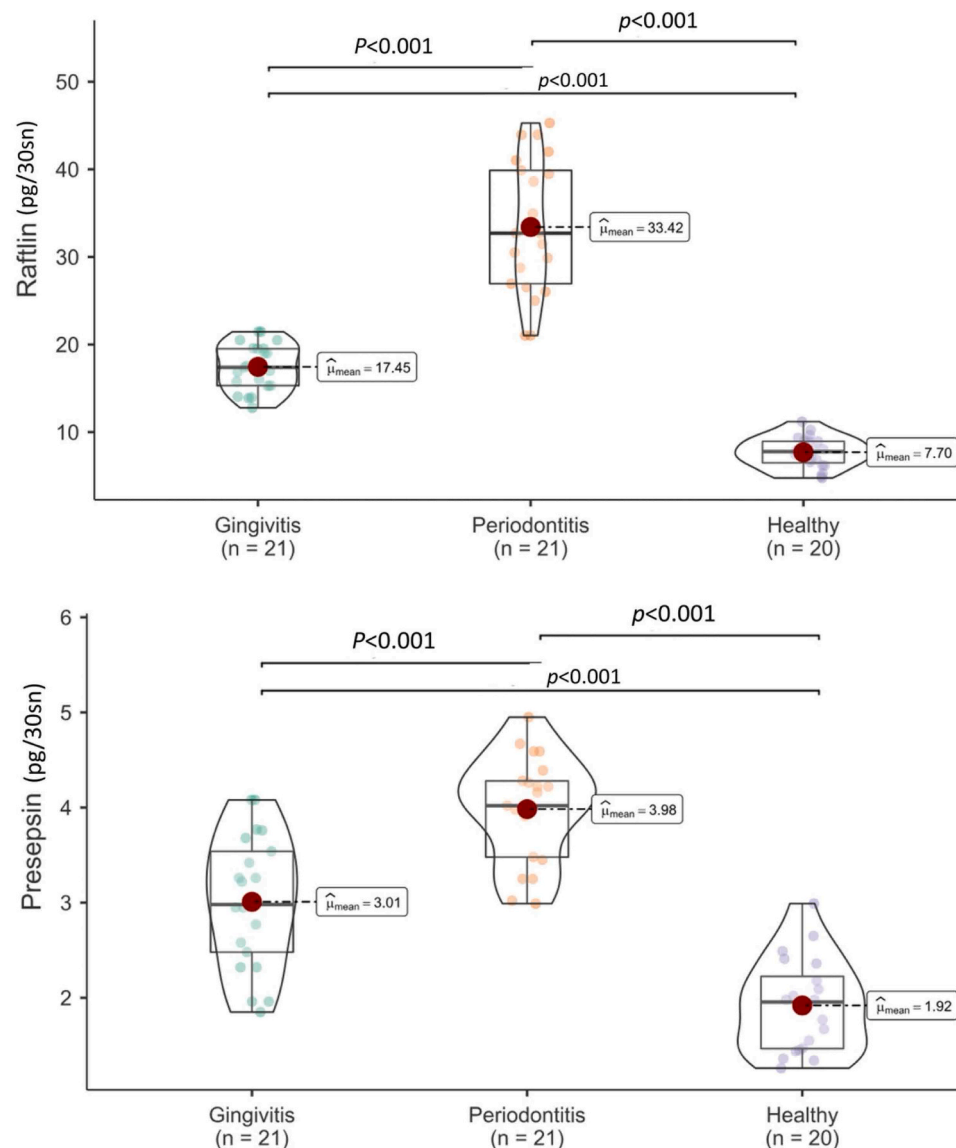 p<0.001
P<0.001
p<0.001
50
40
30
20
10
Raftlin (pg/30sn)
μ̂mean = 33.42
μ̂mean = 17.45
μ̂mean = 7.70
Gingivitis
(n = 21)
Periodontitis
(n = 21)
Healthy
(n = 20)
6
5
4
3
2
Presepsin (pg/30sn)
p<0.001
P<0.001
p<0.001
μ̂mean = 3.98
μ̂mean = 3.01
μ̂mean = 1.92
Gingivitis
(n = 21)
Periodontitis
(n = 21)
Healthy
(n = 20)